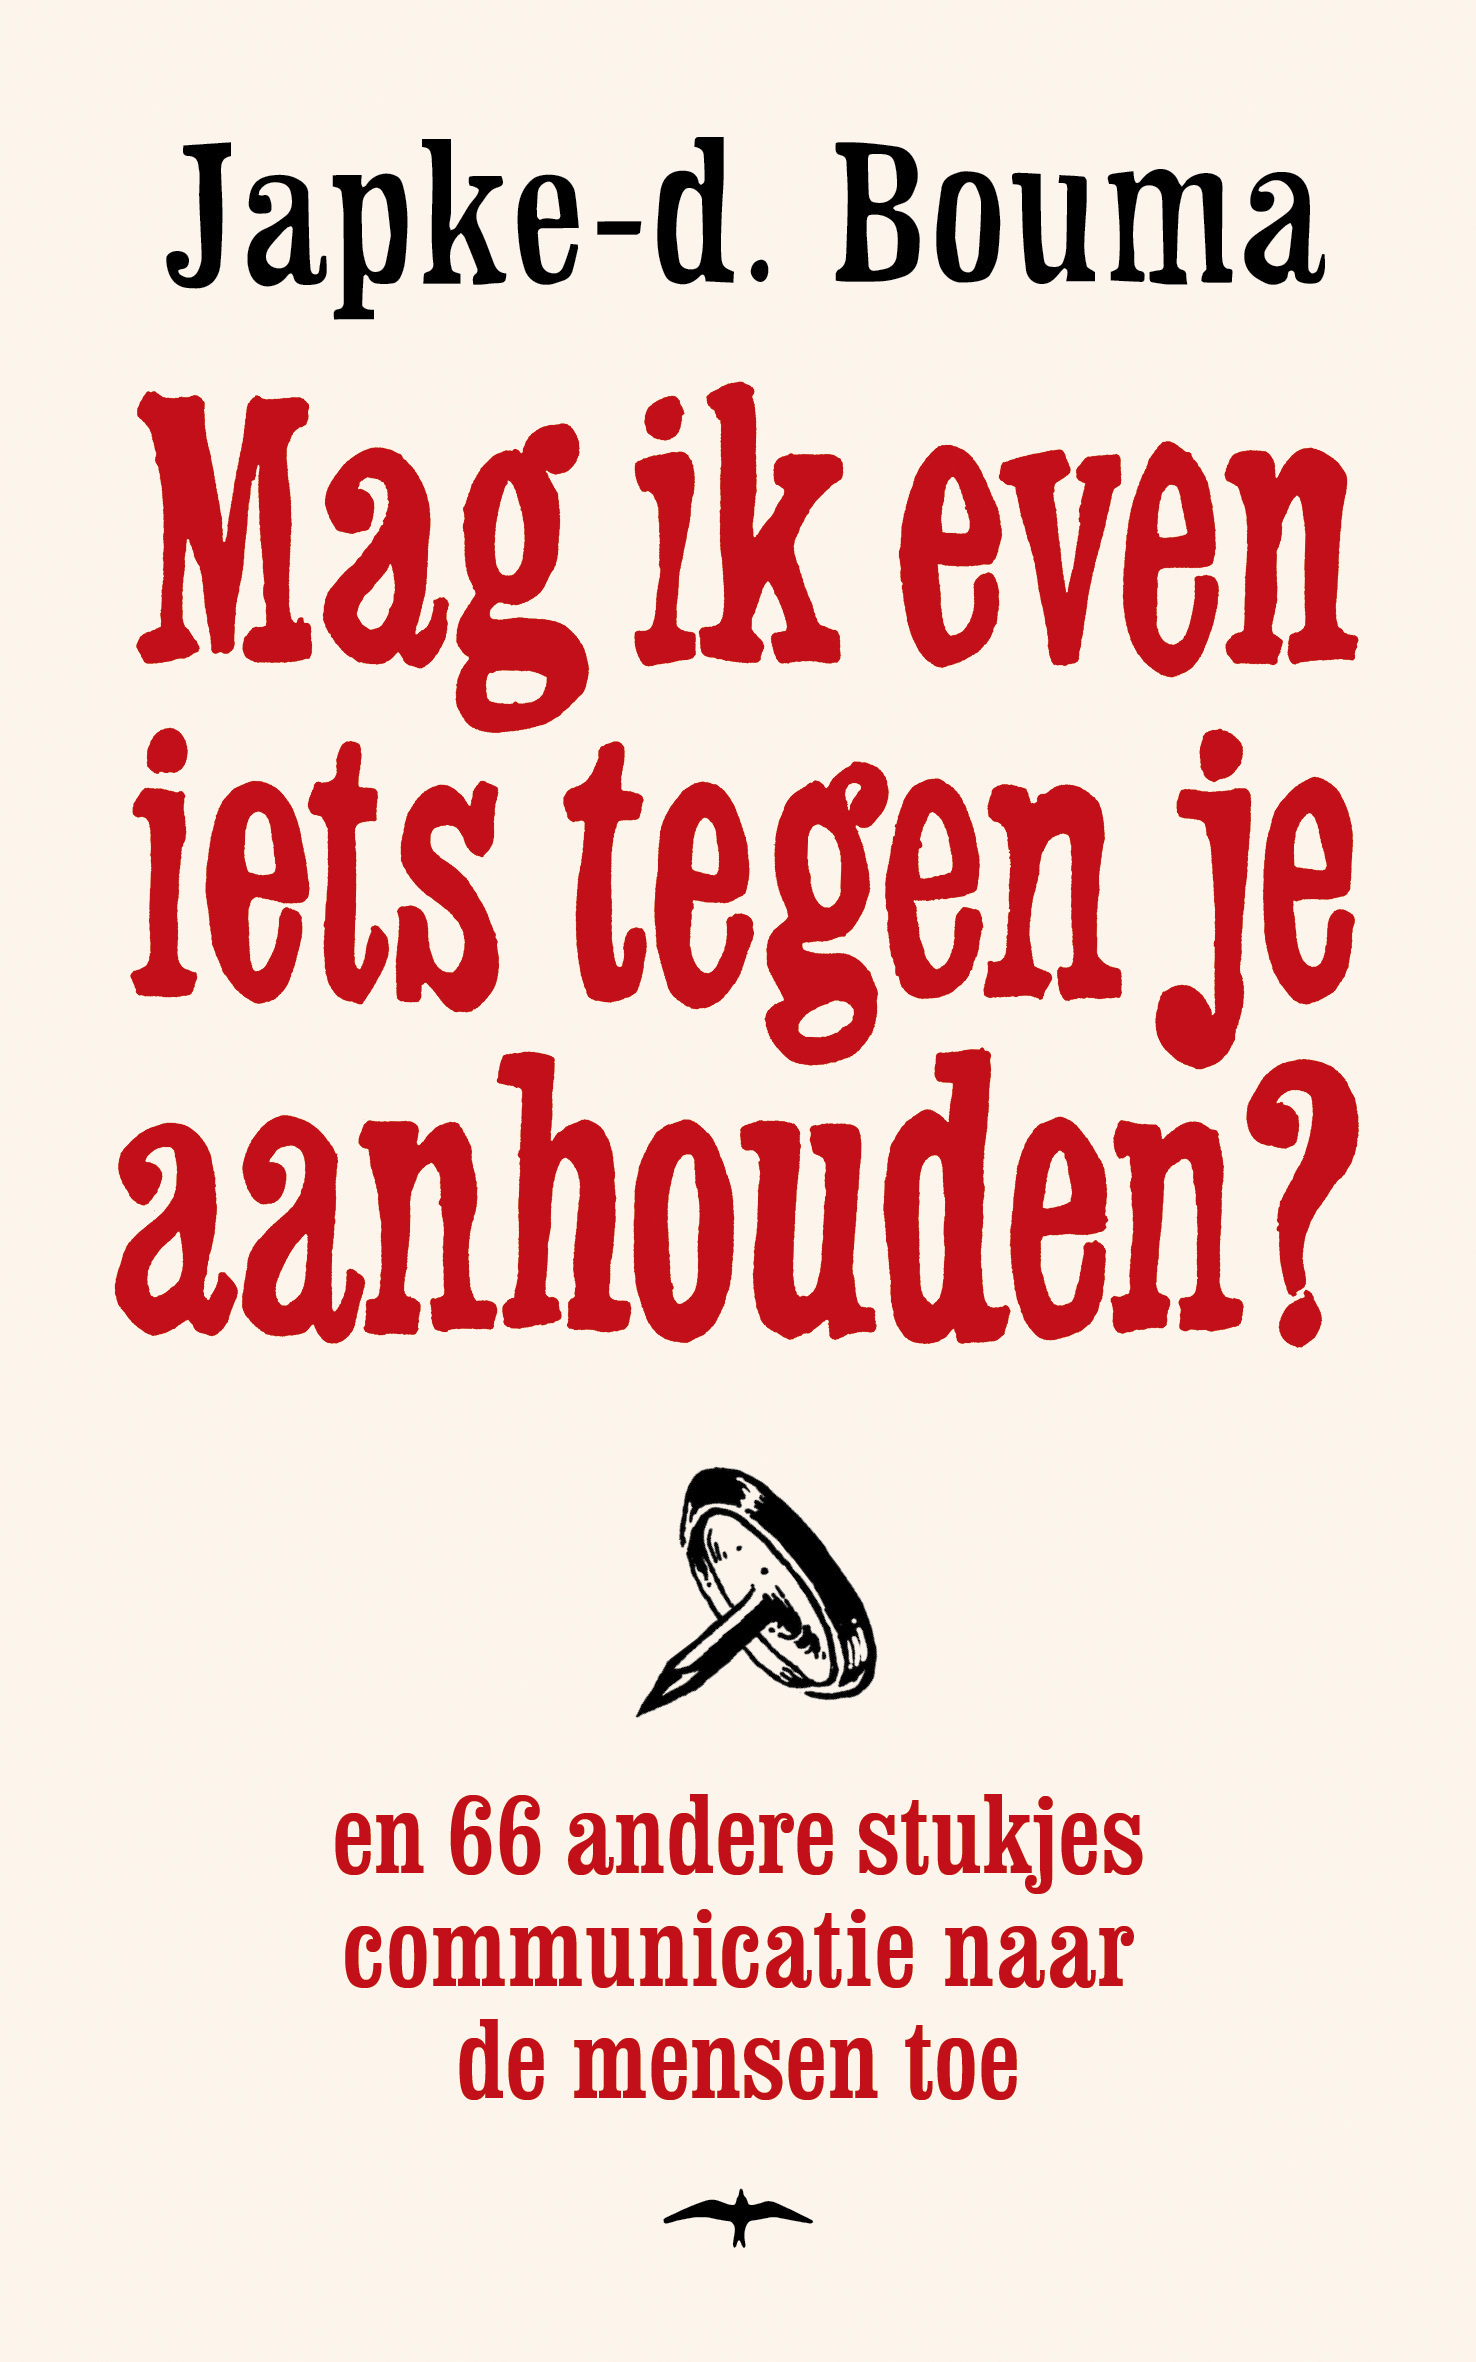 Japke-d. Bouma
Mag ik even
iets tegen je
aanhouden?
en 66 andere stukjes
communicatie naar
de mensen toe